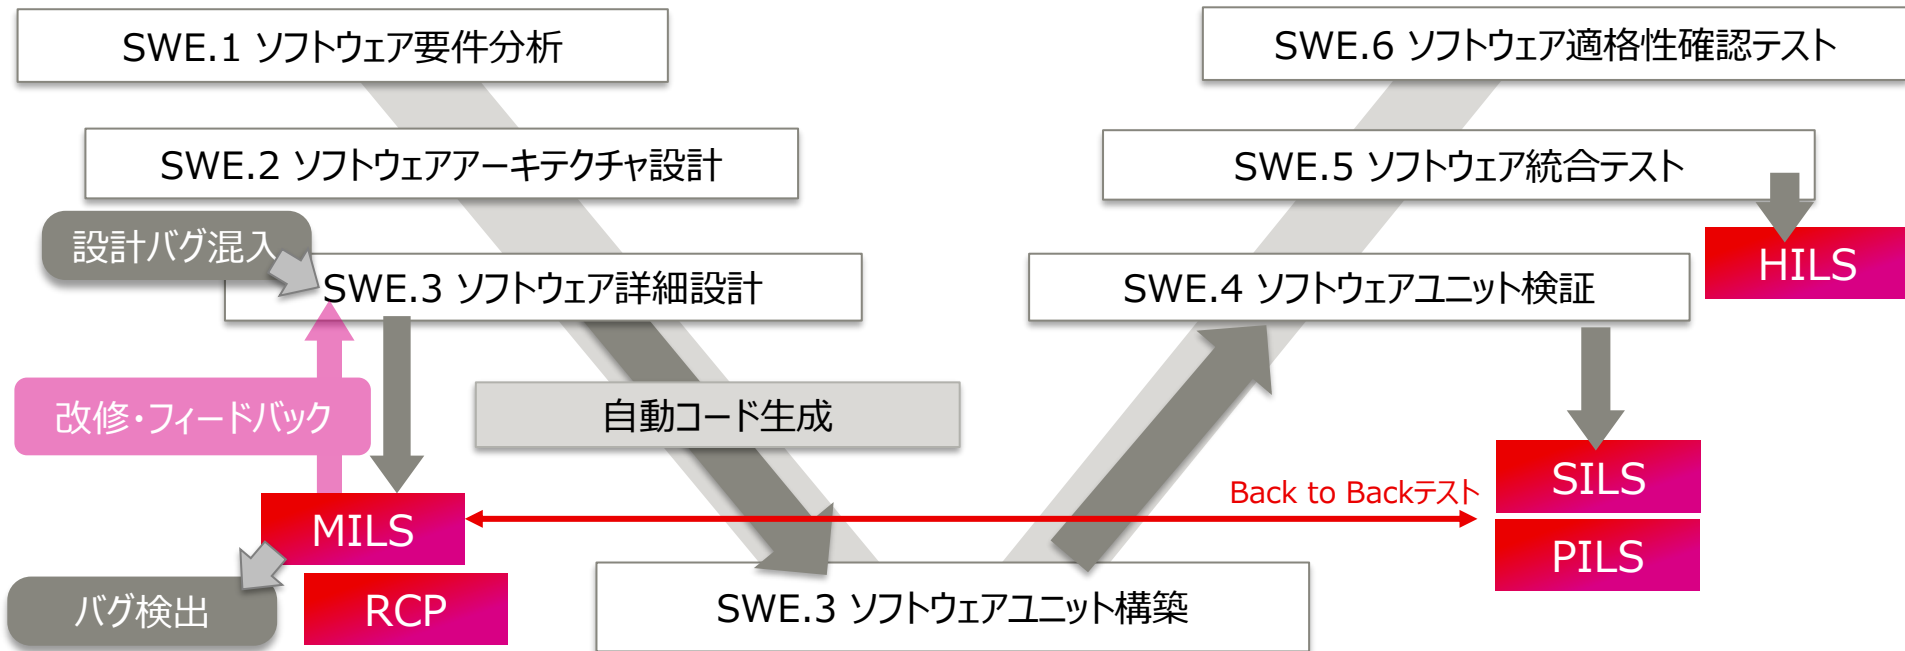 SWE.1 ソフトウェア要件分析
SWE.6 ソフトウェア適格性確認テスト
SWE.2 ソフトウェアアーキテクチャ設計
SWE.5 ソフトウェア統合テスト
設計バグ混入
HILS
SWE.3 ソフトウェア詳細設計
SWE.4 ソフトウェアユニット検証
改修・フィードバック
自動コード生成
Back to Backテスト
SILS
MILS
PILS
バグ検出
RCP
SWE.3 ソフトウェアユニット構築